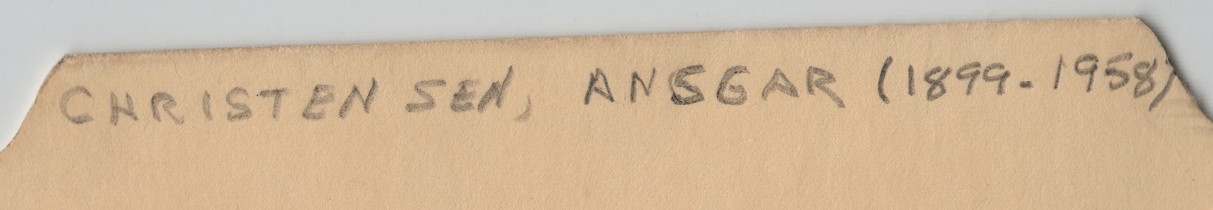 CHRISTENSEN, ANSGAR (1899-1958)